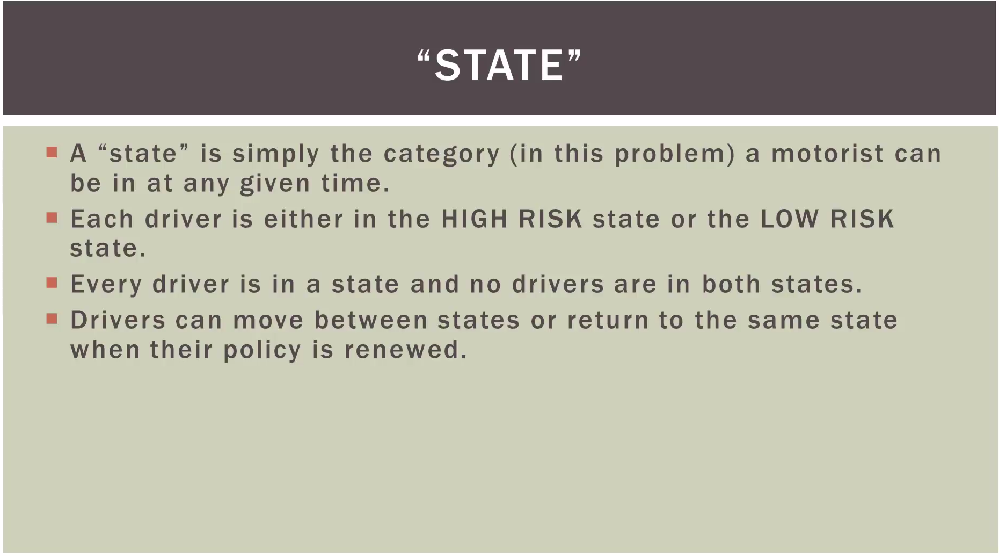 “STATE”
A “state” is simply the category (in this problem) a motorist can
be in at any given time.
Each driver is either in the HIGH RISK state or the LOW RISK
state.
Every driver is in a state and no drivers are in both states.
Drivers can move between states or return to the same state
when their policy is renewed.